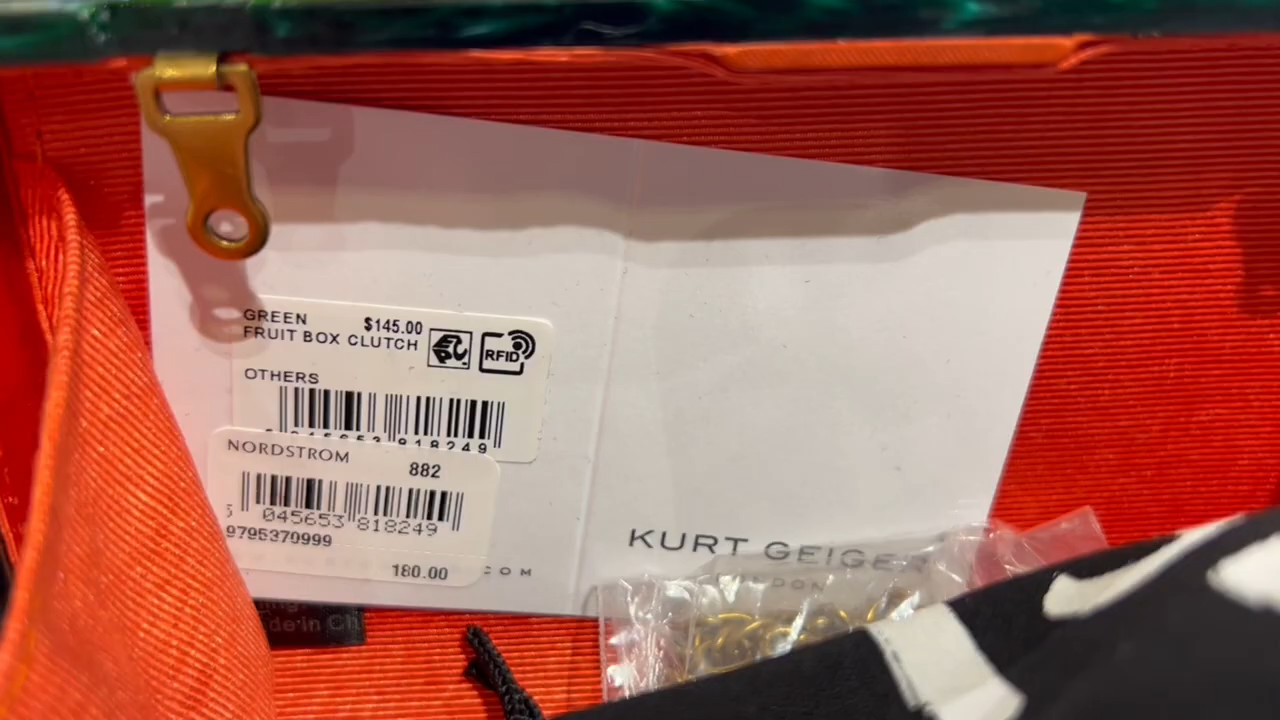 GREEN
$145.00
FRUIT BOX CLUTCH
RFID
OTHERS
NORDSTROM
882
045653 818249
9795370999
180.00
COM
KURT GEIGER